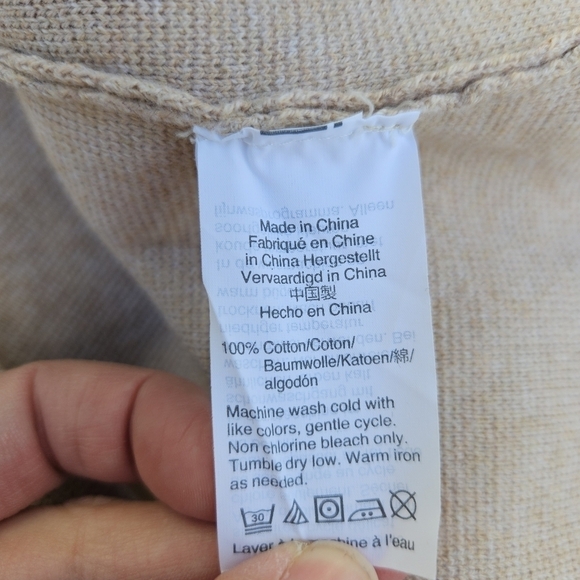 Made in China
Fabriqué en Chine
in China Hergestellt
Vervaardigd in China
中国製
Hecho en China
100% Cotton/Coton/
Baumwolle/Katoen/綿/
algodón
Machine wash cold with
like colors, gentle cycle.
Non chlorine bleach only.
Tumble dry low. Warm iron
as needed.
30
Layer à la machine à l'eau